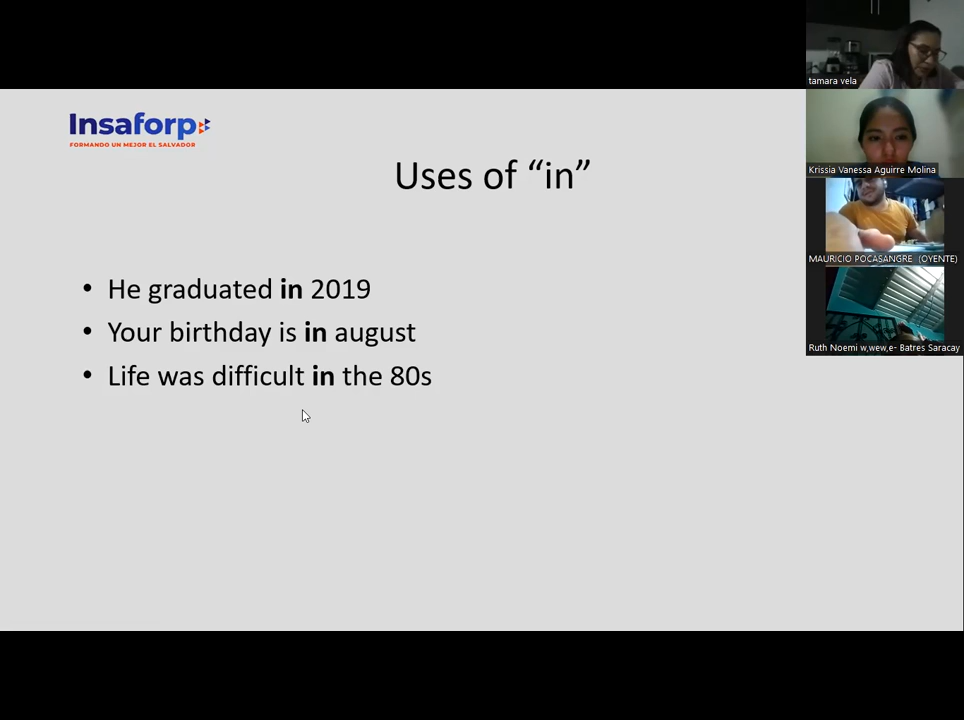 Insaforp
FORMANDO UN MEJOR EL SALVADOR
Uses of “in”
• He graduated in 2019
• Your birthday is in august
• Life was difficult in the 80s
tamara vela
Krissia Vanessa Aguirre Molina
MAURICIO POCASANGRE (OYENTE)
Ruth Noemi w,wew,e- Batres Saracay